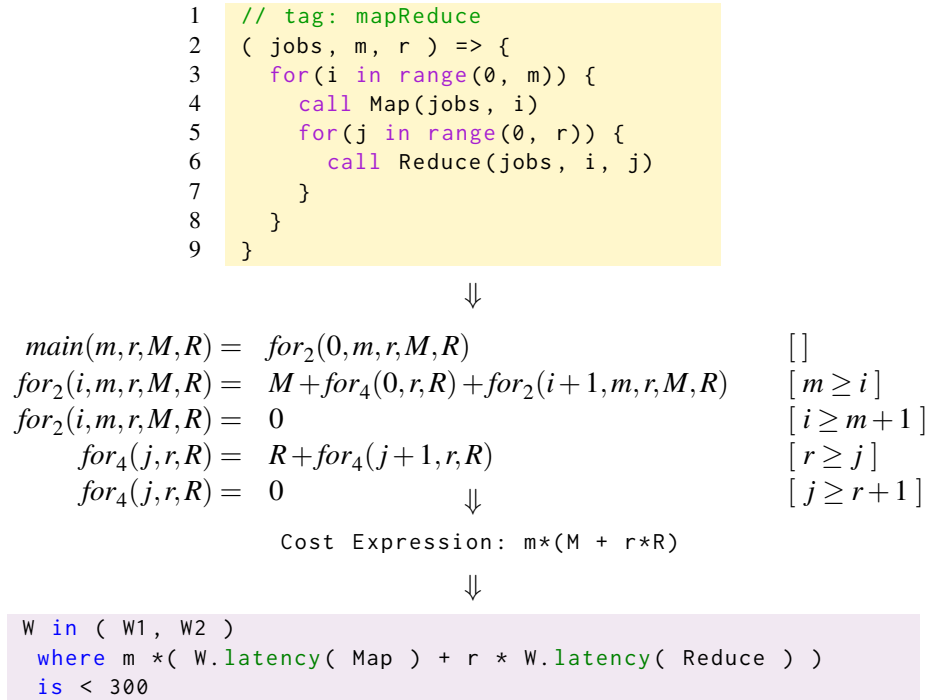 1 // tag: mapReduce
2 ( jobs, m, r ) => {
3 for(i in range(0, m)) {
4 call Map(jobs, i)
5 for(j in range(0, r)) {
6 call Reduce(jobs, i, j)
7 }
8 }
9 }
⇓
main(m,r,M,R) = for₂(0,m,r,M,R) [ ]
for₂(i,m,r,M,R) = M + for₄(0,r,R) + for₂(i+1,m,r,M,R) [ m ≥ i ]
for₂(i,m,r,M,R) = 0 [ i ≥ m+1 ]
for₄(j,r,R) = R + for₄(j+1,r,R) [ r ≥ j ]
for₄(j,r,R) = 0 [ j ≥ r+1 ]
⇓
Cost Expression: m*(M + r*R)
⇓
W in ( W1, W2 )
where m *( W.latency( Map ) + r * W.latency( Reduce ) )
is < 300